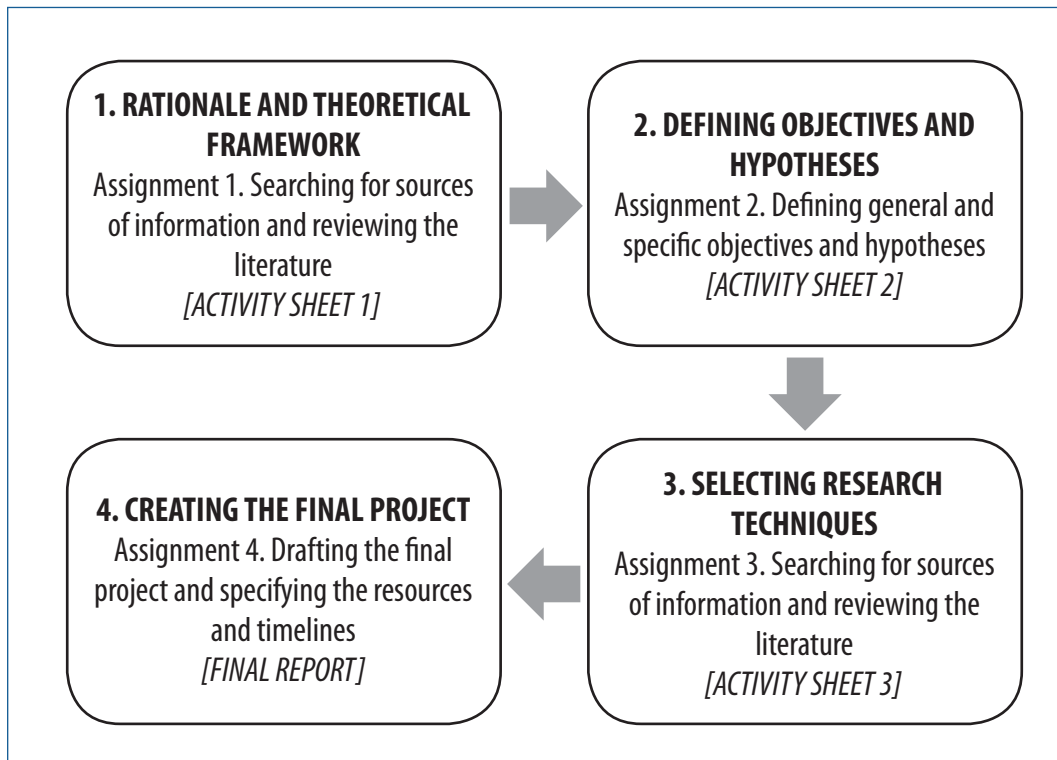 1. RATIONALE AND THEORETICAL
FRAMEWORK
Assignment 1. Searching for sources
of information and reviewing the
literature
[ACTIVITY SHEET 1]
2. DEFINING OBJECTIVES AND
HYPOTHESES
Assignment 2. Defining general and
specific objectives and hypotheses
[ACTIVITY SHEET 2]
3. SELECTING RESEARCH
TECHNIQUES
Assignment 3. Searching for sources
of information and reviewing the
literature
[ACTIVITY SHEET 3]
4. CREATING THE FINAL PROJECT
Assignment 4. Drafting the final
project and specifying the resources
and timelines
[FINAL REPORT]